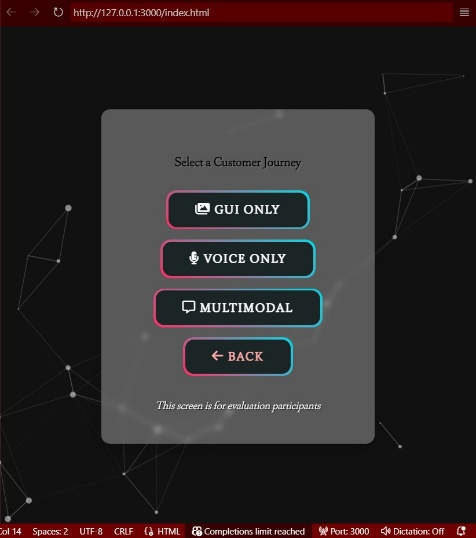 http://127.0.0.1:3000/index.html
Select a Customer Journey
GUI ONLY
VOICE ONLY
MULTIMODAL
BACK
This screen is for evaluation participants
Col 14 Spaces: 2 UTF-8 CRLF HTML Completions limit reached Port: 3000 Dictation: Off